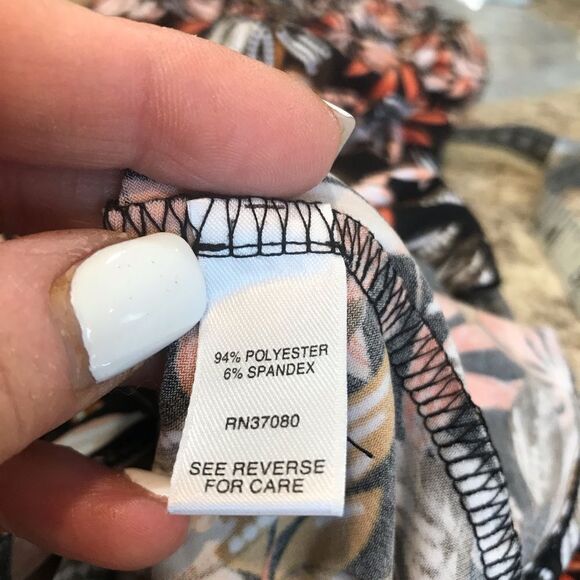 94% POLYESTER
6% SPANDEX
RN37080
SEE REVERSE
FOR CARE